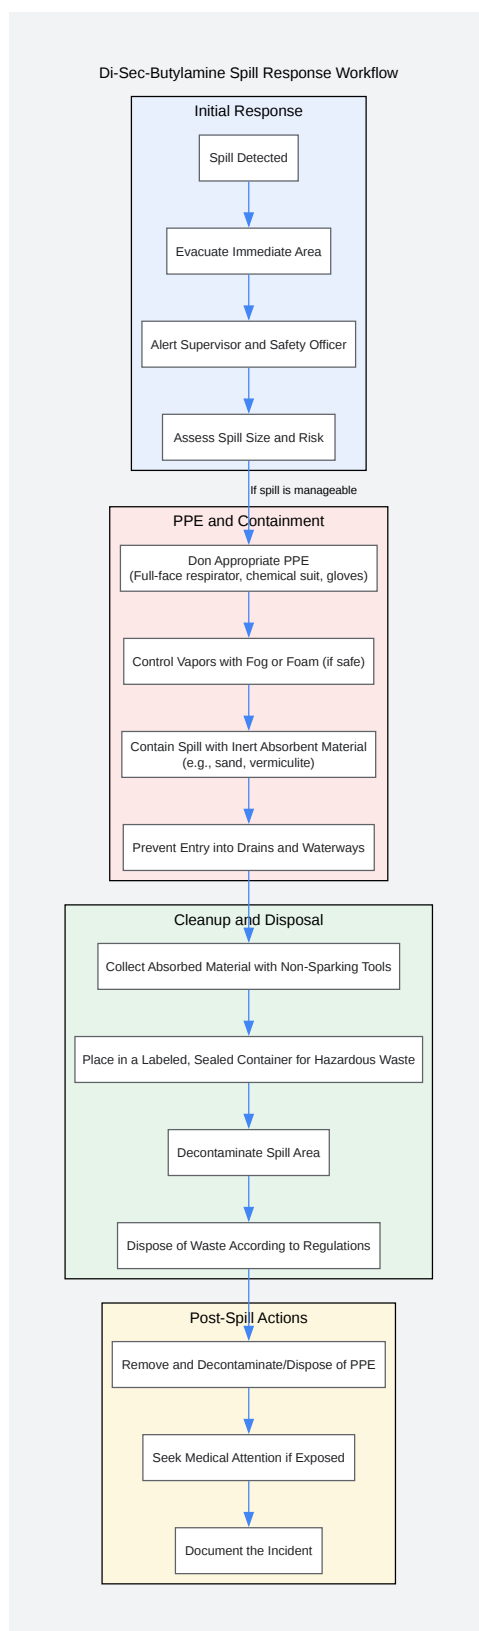 Di-Sec-Butylamine Spill Response Workflow
Initial Response
Spill Detected
Evacuate Immediate Area
Alert Supervisor and Safety Officer
Assess Spill Size and Risk
If spill is manageable
PPE and Containment
Don Appropriate PPE
(Full-face respirator, chemical suit, gloves)
Control Vapors with Fog or Foam (if safe)
Contain Spill with Inert Absorbent Material
(e.g., sand, vermiculite)
Prevent Entry into Drains and Waterways
Cleanup and Disposal
Collect Absorbed Material with Non-Sparking Tools
Place in a Labeled, Sealed Container for Hazardous Waste
Decontaminate Spill Area
Dispose of Waste According to Regulations
Post-Spill Actions
Remove and Decontaminate/Dispose of PPE
Seek Medical Attention if Exposed
Document the Incident